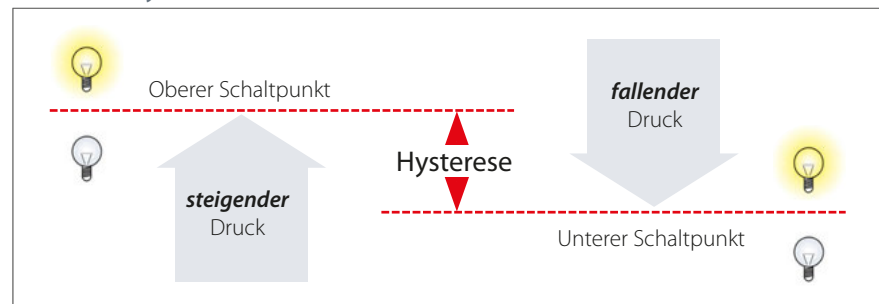 Oberer Schaltpunkt
steigender
Druck
Hysterese
fallender
Druck
Unterer Schaltpunkt